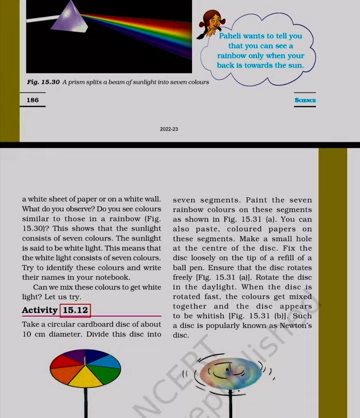 Paheli wants to tell you
that you can see a
rainbow only when your
back is towards the sun.
Fig. 15.30 A prism splits a beam of sunlight into seven colours
186
SCIENCE
2022-23
a white sheet of paper or on a white wall.
What do you observe? Do you see colours
similar to those in a rainbow (Fig.
15.30)? This shows that the sunlight
consists of seven colours. The sunlight
is said to be white light. This means that
the white light consists of seven colours.
Try to identify these colours and write
their names in your notebook.
Can we mix these colours to get white
light? Let us try.
Activity 15.12
Take a circular cardboard disc of about
10 cm diameter. Divide this disc into
seven segments. Paint the seven
rainbow colours on these segments
as shown in Fig. 15.31 (a). You can
also paste, coloured papers on
these segments. Make a small hole
at the centre of the disc. Fix the
disc loosely on the tip of a refill of a
ball pen. Ensure that the disc rotates
freely [Fig. 15.31 (a)]. Rotate the disc
in the daylight. When the disc is
rotated fast, the colours get mixed
together and the disc appears
to be whitish [Fig. 15.31 (b)]. Such
a disc is popularly known as Newton's
disc.